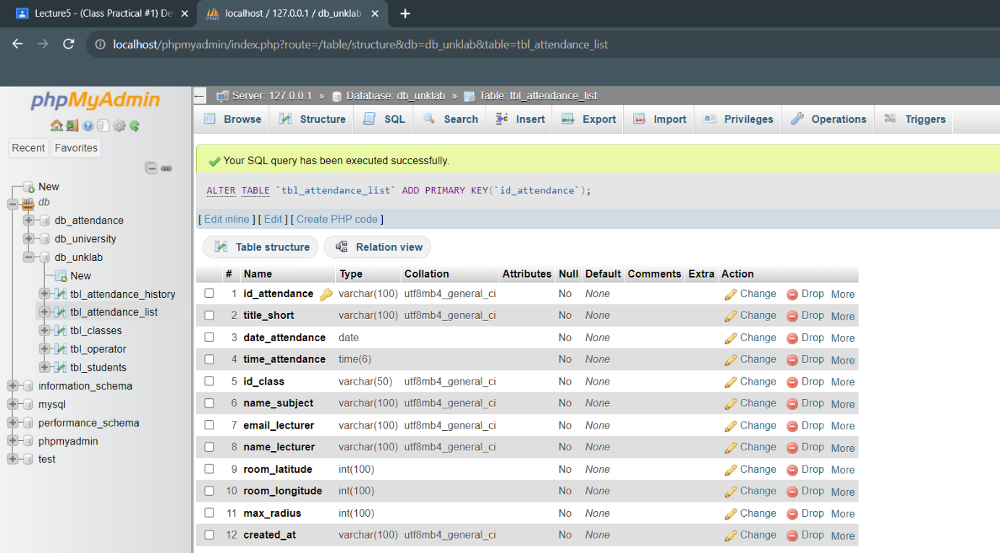 Lecture5 - (Class Practical #1) De
localhost / 127.0.0.1 / db_unklab
localhost/phpmyadmin/index.php?route=/table/structure&db=db_unklab&table=tbl_attendance_list
phpMyAdmin
Recent Favorites
New
db
db_attendance
db_university
db_unklab
New
tbl_attendance_history
tbl_attendance_list
tbl_classes
tbl_operator
tbl_students
information_schema
mysql
performance_schema
phpmyadmin
test
Server: 127.0.0.1 » Database: db_unklab » Table: tbl_attendance_list
Browse Structure SQL Search Insert Export Import Privileges Operations Triggers
Your SQL query has been executed successfully.
ALTER TABLE `tbl_attendance_list` ADD PRIMARY KEY(`id_attendance`);
[ Edit inline ] [ Edit ] [ Create PHP code ]
Table structure Relation view
# Name Type Collation Attributes Null Default Comments Extra Action
1 id_attendance varchar(100) utf8mb4_general_ci No None Change Drop More
2 title_short varchar(100) utf8mb4_general_ci No None Change Drop More
3 date_attendance date No None Change Drop More
4 time_attendance time(6) No None Change Drop More
5 id_class varchar(50) utf8mb4_general_ci No None Change Drop More
6 name_subject varchar(100) utf8mb4_general_ci No None Change Drop More
7 email_lecturer varchar(100) utf8mb4_general_ci No None Change Drop More
8 name_lecturer varchar(100) utf8mb4_general_ci No None Change Drop More
9 room_latitude int(100) No None Change Drop More
10 room_longitude int(100) No None Change Drop More
11 max_radius int(100) No None Change Drop More
12 created_at varchar(100) utf8mb4_general_ci No None Change Drop More